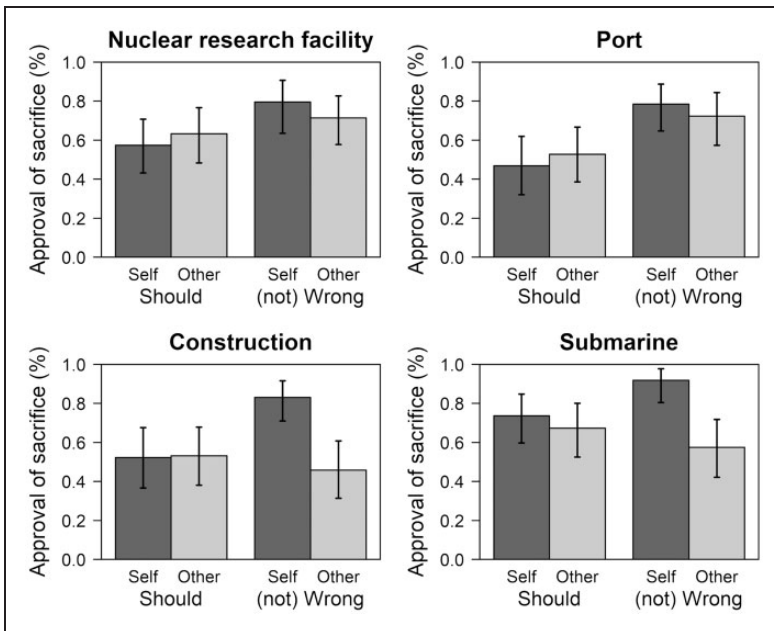 Nuclear research facility
Approval of sacrifice (%)
1.0
0.8
0.6
0.4
0.2
0.0
Self Other Self Other
Should (not) Wrong
Port
Approval of sacrifice (%)
1.0
0.8
0.6
0.4
0.2
0.0
Self Other Self Other
Should (not) Wrong
Construction
Approval of sacrifice (%)
1.0
0.8
0.6
0.4
0.2
0.0
Self Other Self Other
Should (not) Wrong
Submarine
Approval of sacrifice (%)
1.0
0.8
0.6
0.4
0.2
0.0
Self Other Self Other
Should (not) Wrong